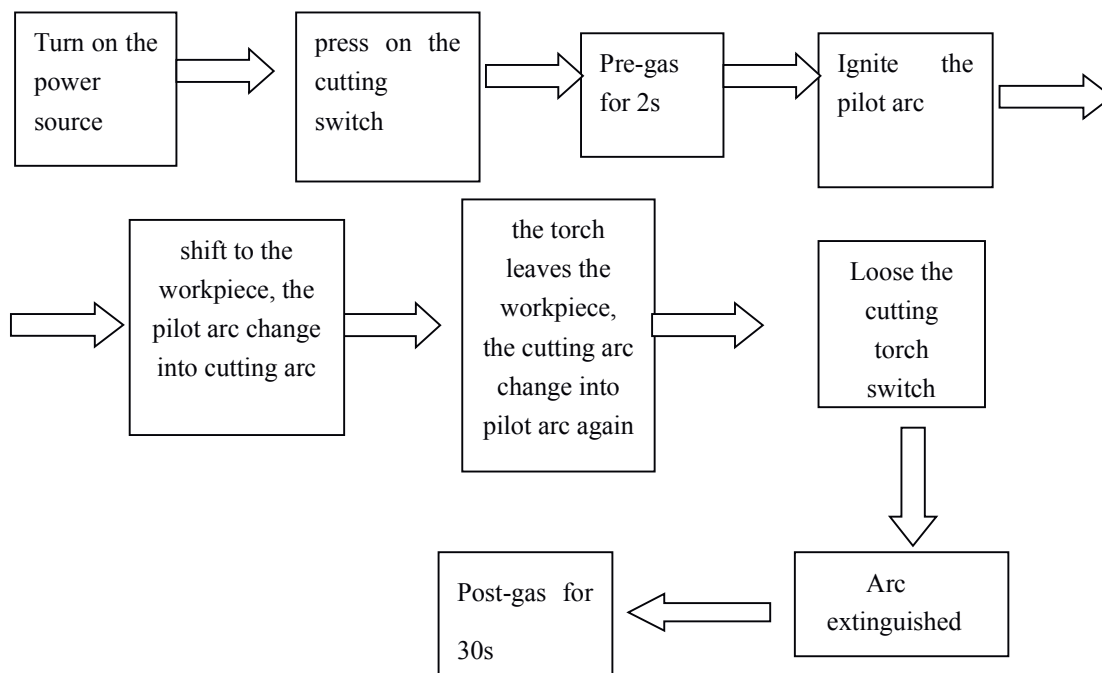 Turn on the
power
source
press on the
cutting
switch
Pre-gas
for 2s
Ignite the
pilot arc
shift to the
workpiece, the
pilot arc change
into cutting arc
the torch
leaves the
workpiece,
the cutting arc
change into
pilot arc again
Loose the
cutting
torch
switch
Arc
extinguished
Post-gas for
30s